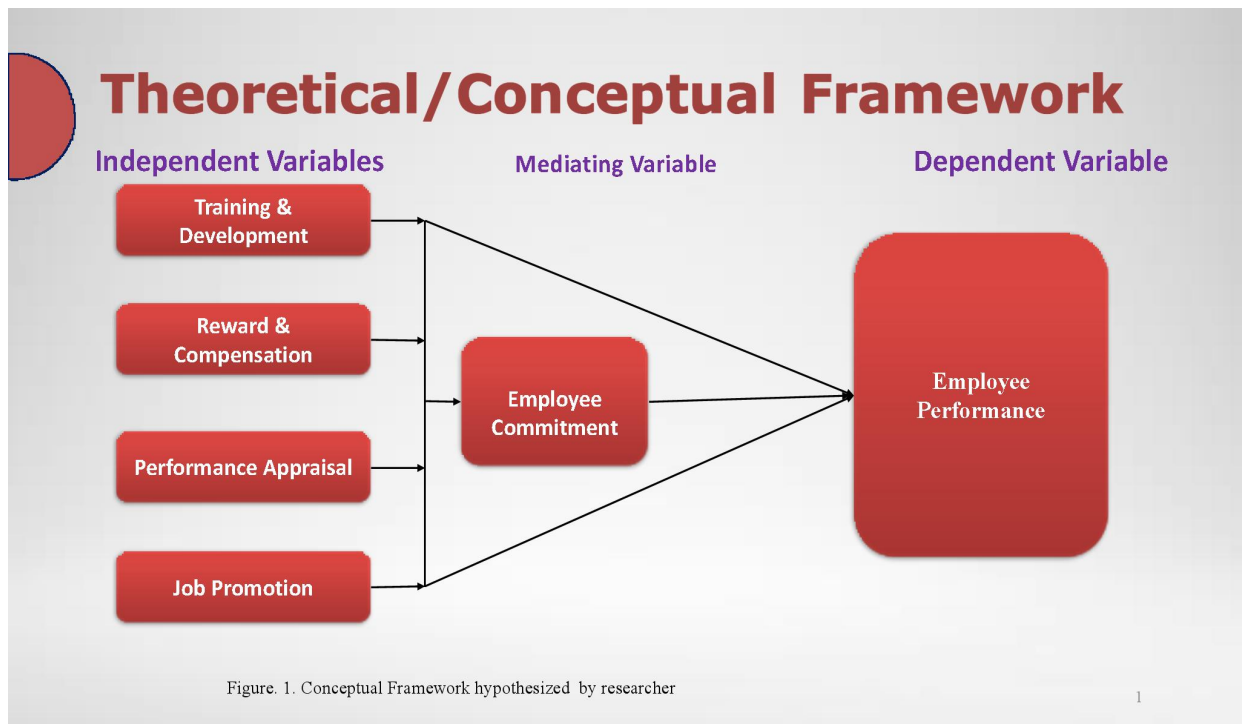 Theoretical/Conceptual Framework
Independent Variables
Mediating Variable
Dependent Variable
Training &
Development
Reward &
Compensation
Performance Appraisal
Job Promotion
Employee
Commitment
Employee
Performance
Figure. 1. Conceptual Framework hypothesized by researcher
1